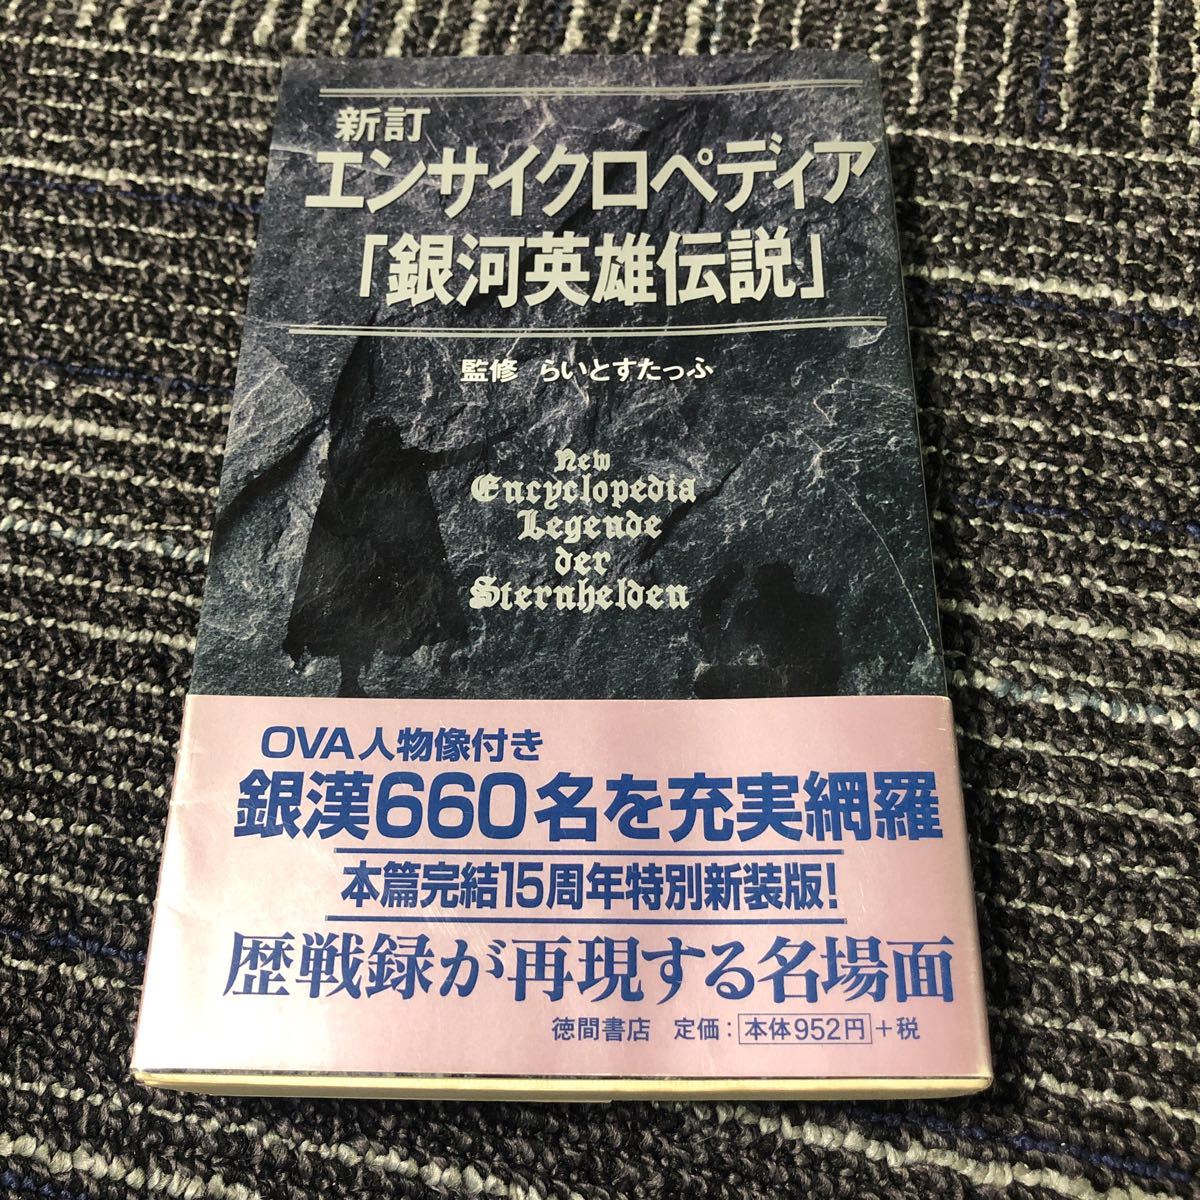 新訂
エンサイクロペディア
「銀河英雄伝説」
監修 らいとすたっふ
New
Encyclopedia
Legende
der
Sternhelden
OVA人物像付き
銀漢660名を充実網羅
本篇完結15周年特別新装版!
歴戦録が再現する名場面
徳間書店 定価:本体952円+税